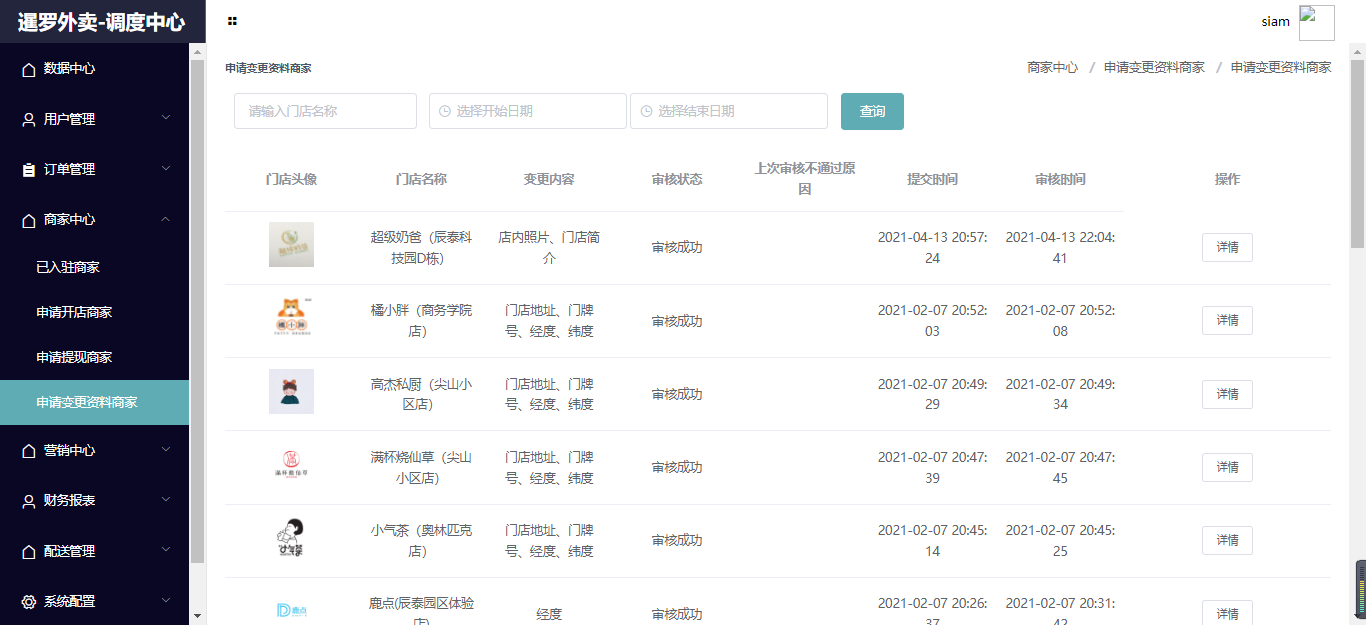 暹罗外卖-调度中心
siam
数据中心
用户管理
订单管理
商家中心
已入驻商家
申请开店商家
申请提现商家
申请变更资料商家
营销中心
财务报表
配送管理
系统配置
申请变更资料商家
商家中心 / 申请变更资料商家 / 申请变更资料商家
请输入门店名称 选择开始日期 选择结束日期 查询
门店头像 门店名称 变更内容 审核状态 上次审核不通过原 提交时间 审核时间 操作
因
超级奶爸（辰泰科 店内照片、门店简 审核成功 2021-04-13 20:57: 2021-04-13 22:04: 详情
技园D栋） 介 24 41
橘小胖（商务学院 门店地址、门牌 审核成功 2021-02-07 20:52: 2021-02-07 20:52: 详情
店） 号、经度、纬度 03 08
高杰私厨（尖山小 门店地址、门牌 审核成功 2021-02-07 20:49: 2021-02-07 20:49: 详情
区店） 号、经度、纬度 29 34
满杯烧仙草（尖山 门店地址、门牌 审核成功 2021-02-07 20:47: 2021-02-07 20:47: 详情
小区店） 号、经度、纬度 39 45
小气茶（奥林匹克 门店地址、门牌 审核成功 2021-02-07 20:45: 2021-02-07 20:45: 详情
店） 号、经度、纬度 14 25
鹿点(辰泰园区体验 经度 审核成功 2021-02-07 20:26: 2021-02-07 20:31: 详情
店) 37 42
橘小胖
满杯烧仙草
小气茶
鹿点